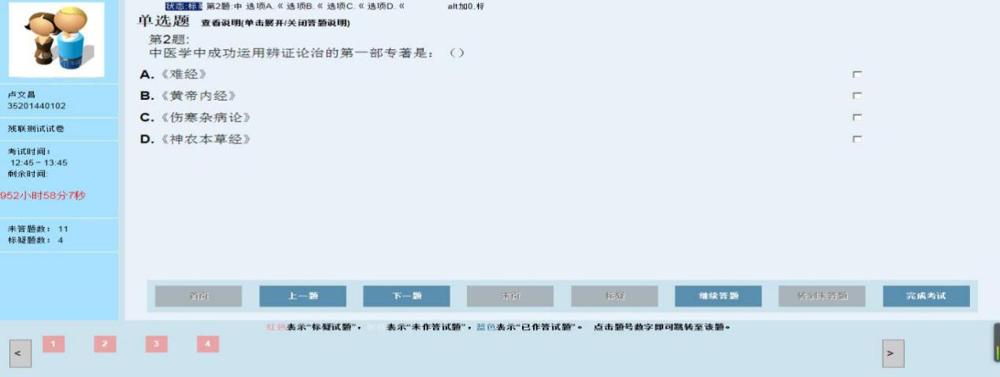 状态:标 第2题:中 选项A.《 选项B.《 选项C.《 选项D.《 alt加0,标
单选题 查看说明(单击展开/关闭答题说明)
第2题:
中医学中成功运用辨证论治的第一部专著是：（）
A.《难经》
B.《黄帝内经》
C.《伤寒杂病论》
D.《神农本草经》
卢文昌
35201440102
残联测试试卷
考试时间：
12:45 - 13:45
剩余时间:
952小时58分7秒
未答题数： 11
标疑题数： 4
首页 上一题 下一题 末页 标疑 继续答题 转到未答题 完成考试
红色表示“标疑试题”， 表示“未作答试题”，蓝色表示“已作答试题”。 点击题号数字即可跳转至该题。
< 1 2 3 4 >